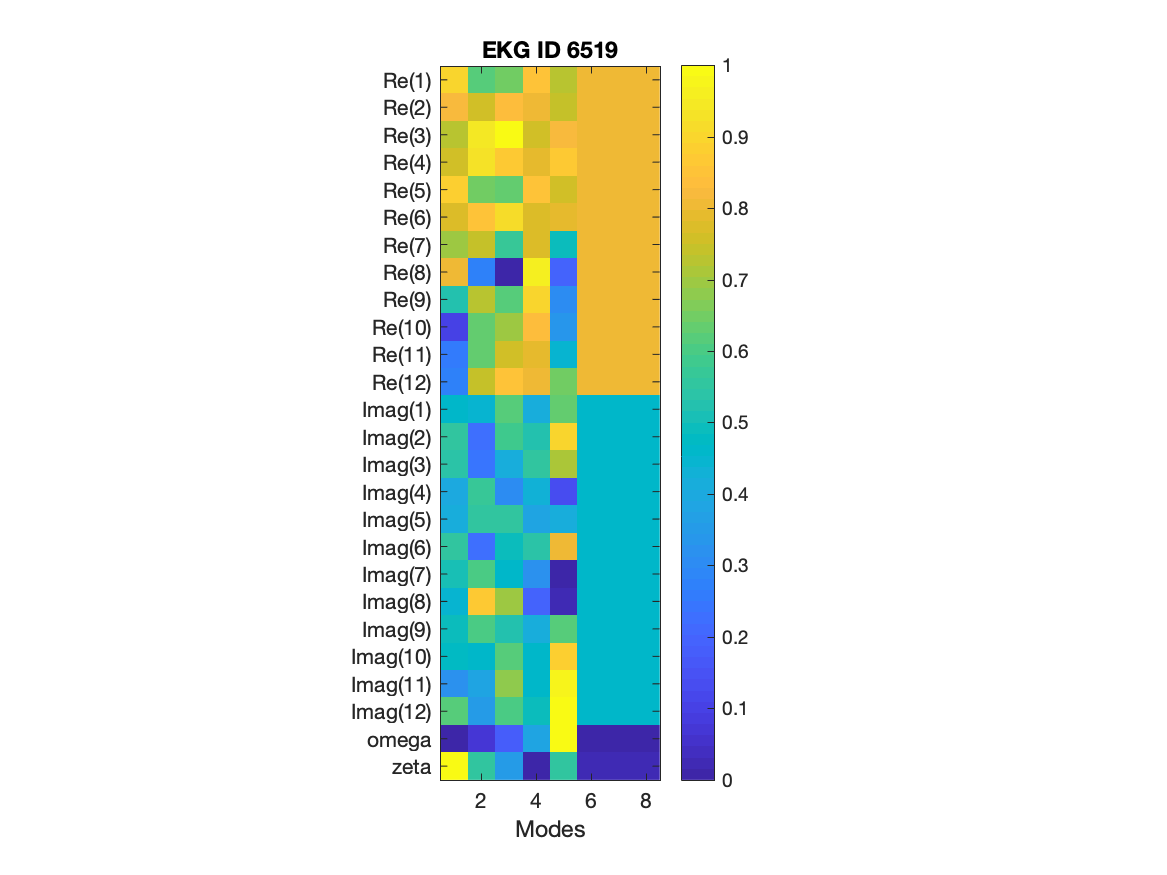 EKG ID 6519
Re(1)
Re(2)
Re(3)
Re(4)
Re(5)
Re(6)
Re(7)
Re(8)
Re(9)
Re(10)
Re(11)
Re(12)
Imag(1)
Imag(2)
Imag(3)
Imag(4)
Imag(5)
Imag(6)
Imag(7)
Imag(8)
Imag(9)
Imag(10)
Imag(11)
Imag(12)
omega
zeta
2 4 6 8
Modes
1
0.9
0.8
0.7
0.6
0.5
0.4
0.3
0.2
0.1
0